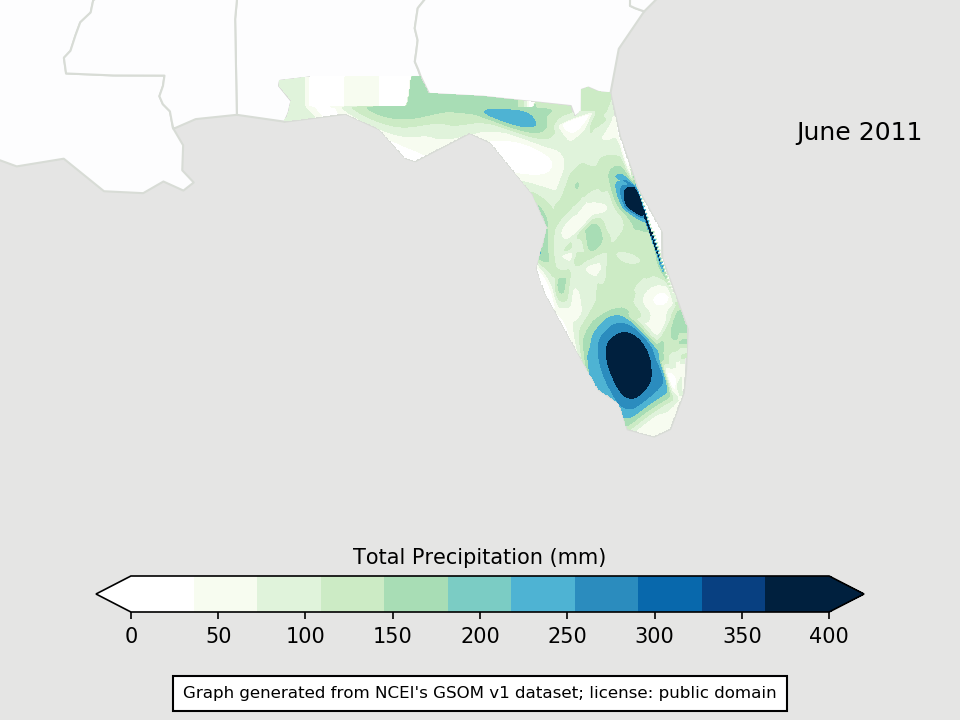 June 2011
Total Precipitation (mm)
0 50 100 150 200 250 300 350 400
Graph generated from NCEI's GSOM v1 dataset; license: public domain